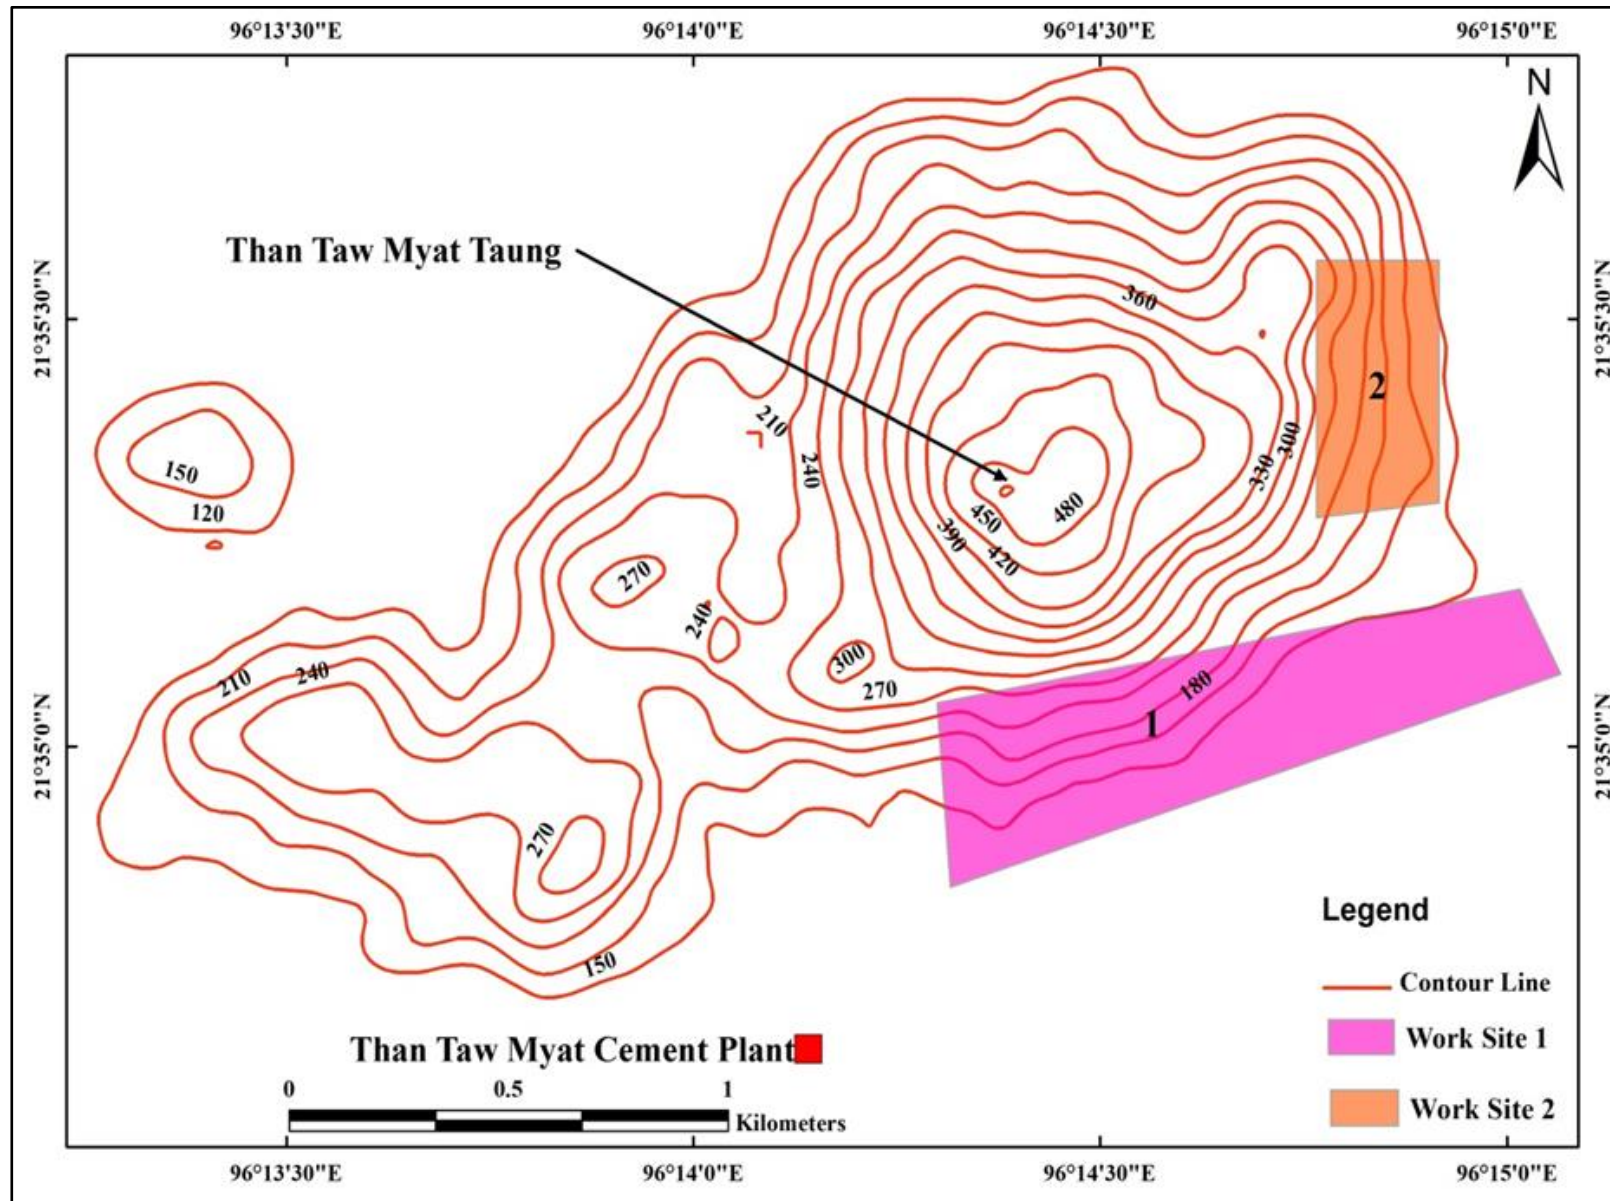 96°13'30"E
96°14'0"E
96°14'30"E
96°15'0"E
N
Than Taw Myat Taung
21°35'30"N
21°35'30"N
360
2
210
240
300
330
150
120
480
450
390
420
270
240
300
270
210
240
180
1
21°35'0"N
21°35'0"N
270
150
Legend
Contour Line
Work Site 1
Work Site 2
Than Taw Myat Cement Plant
0
0.5
1
Kilometers
96°13'30"E
96°14'0"E
96°14'30"E
96°15'0"E